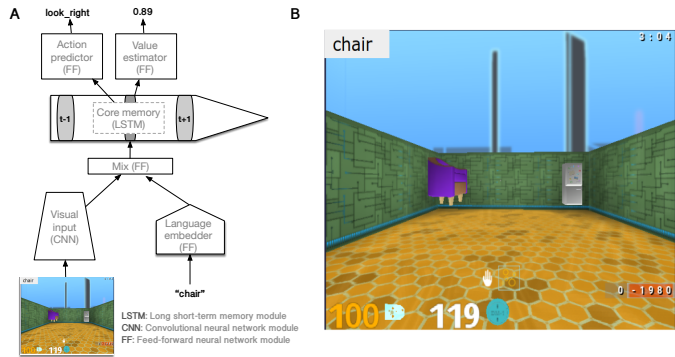 A
look_right
0.89
Action
predictor
(FF)
Value
estimator
(FF)
t-1
Core memory
(LSTM)
t+1
Mix (FF)
Visual
input
(CNN)
Language
embedder
(FF)
"chair"
chair
100
119
LSTM: Long short-term memory module
CNN: Convolutional neural network module
FF: Feed-forward neural network module
B
chair
3:04
0 -1980
100
119